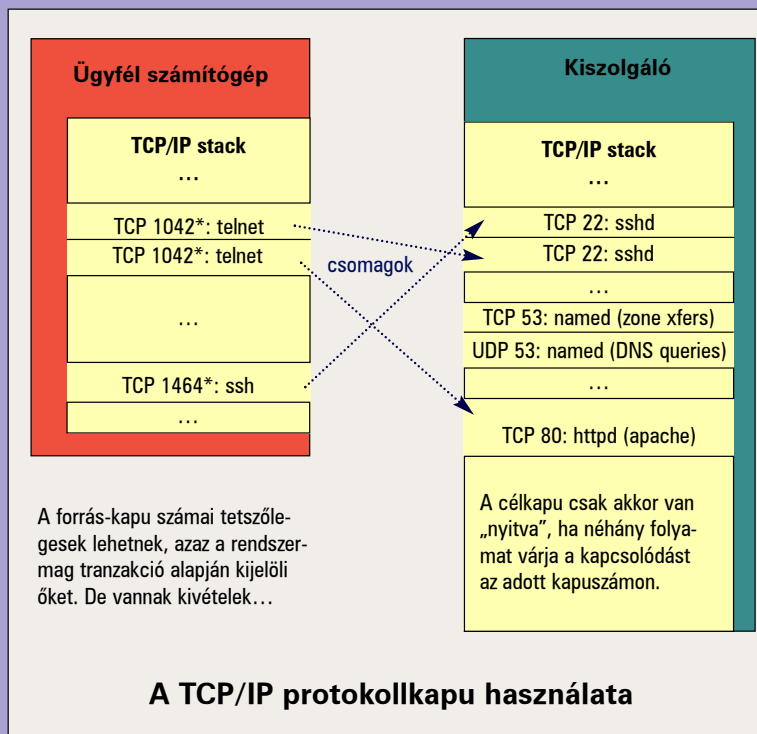 Ügyfél számítógép
TCP/IP stack
…
TCP 1042*: telnet
TCP 1042*: telnet
…
TCP 1464*: ssh
…
csomagok
Kiszolgáló
TCP/IP stack
…
TCP 22: sshd
TCP 22: sshd
…
TCP 53: named (zone xfers)
UDP 53: named (DNS queries)
…
TCP 80: httpd (apache)
A forrás-kapu számai tetszőle-
gesek lehetnek, azaz a rendszer-
mag tranzakció alapján kijelöli
őket. De vannak kivételek…
A célkapu csak akkor van
„nyitva”, ha néhány folya-
mat várja a kapcsolódást
az adott kapuszámon.
A TCP/IP protokollkapu használata